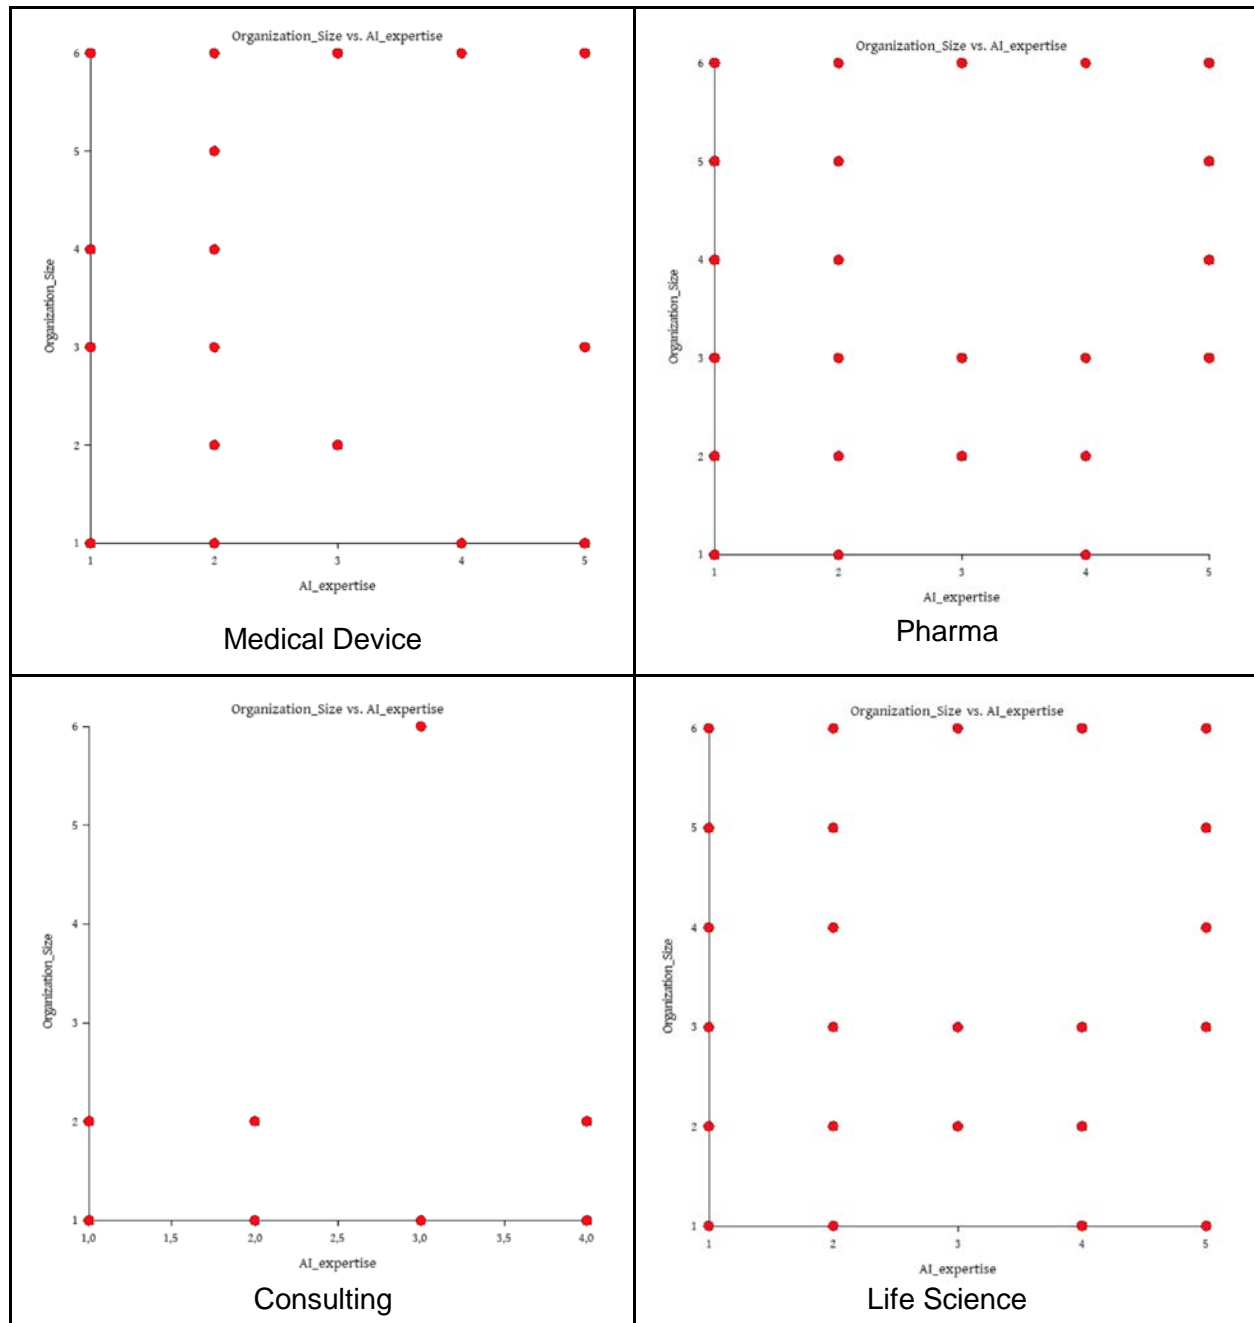 Organization_Size vs. AI_expertise
6
5
4
3
2
1
Organization_Size
1 2 3 4 5
AI_expertise
Medical Device
Organization_Size vs. AI_expertise
6
5
4
3
2
1
Organization_Size
1 2 3 4 5
AI_expertise
Pharma
Organization_Size vs. AI_expertise
6
5
4
3
2
1
Organization_Size
1,0 1,5 2,0 2,5 3,0 3,5 4,0
AI_expertise
Consulting
Organization_Size vs. AI_expertise
6
5
4
3
2
1
Organization_Size
1 2 3 4 5
AI_expertise
Life Science